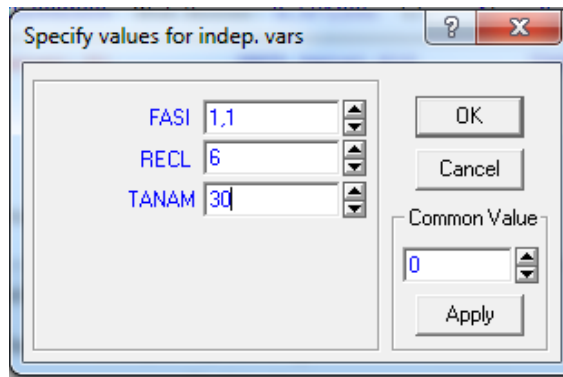 Specify values for indep. vars
?
X
FASI 1,1
RECL 6
TANAM 30
OK
Cancel
Common Value
0
Apply